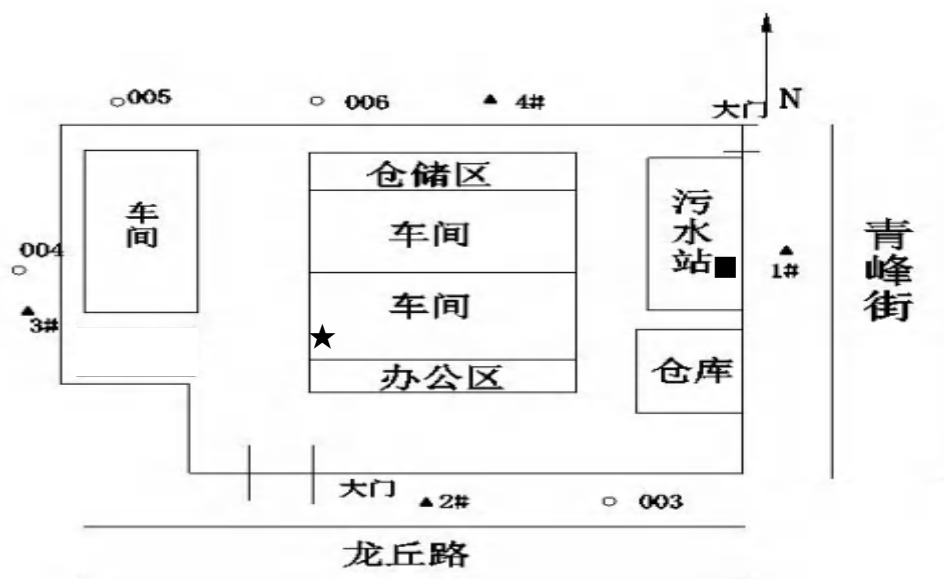 005
006
4#
大门
N
仓储区
车间
污水站
车间
青峰街
004
1#
车间
3#
仓库
办公区
大门
2#
003
龙丘路